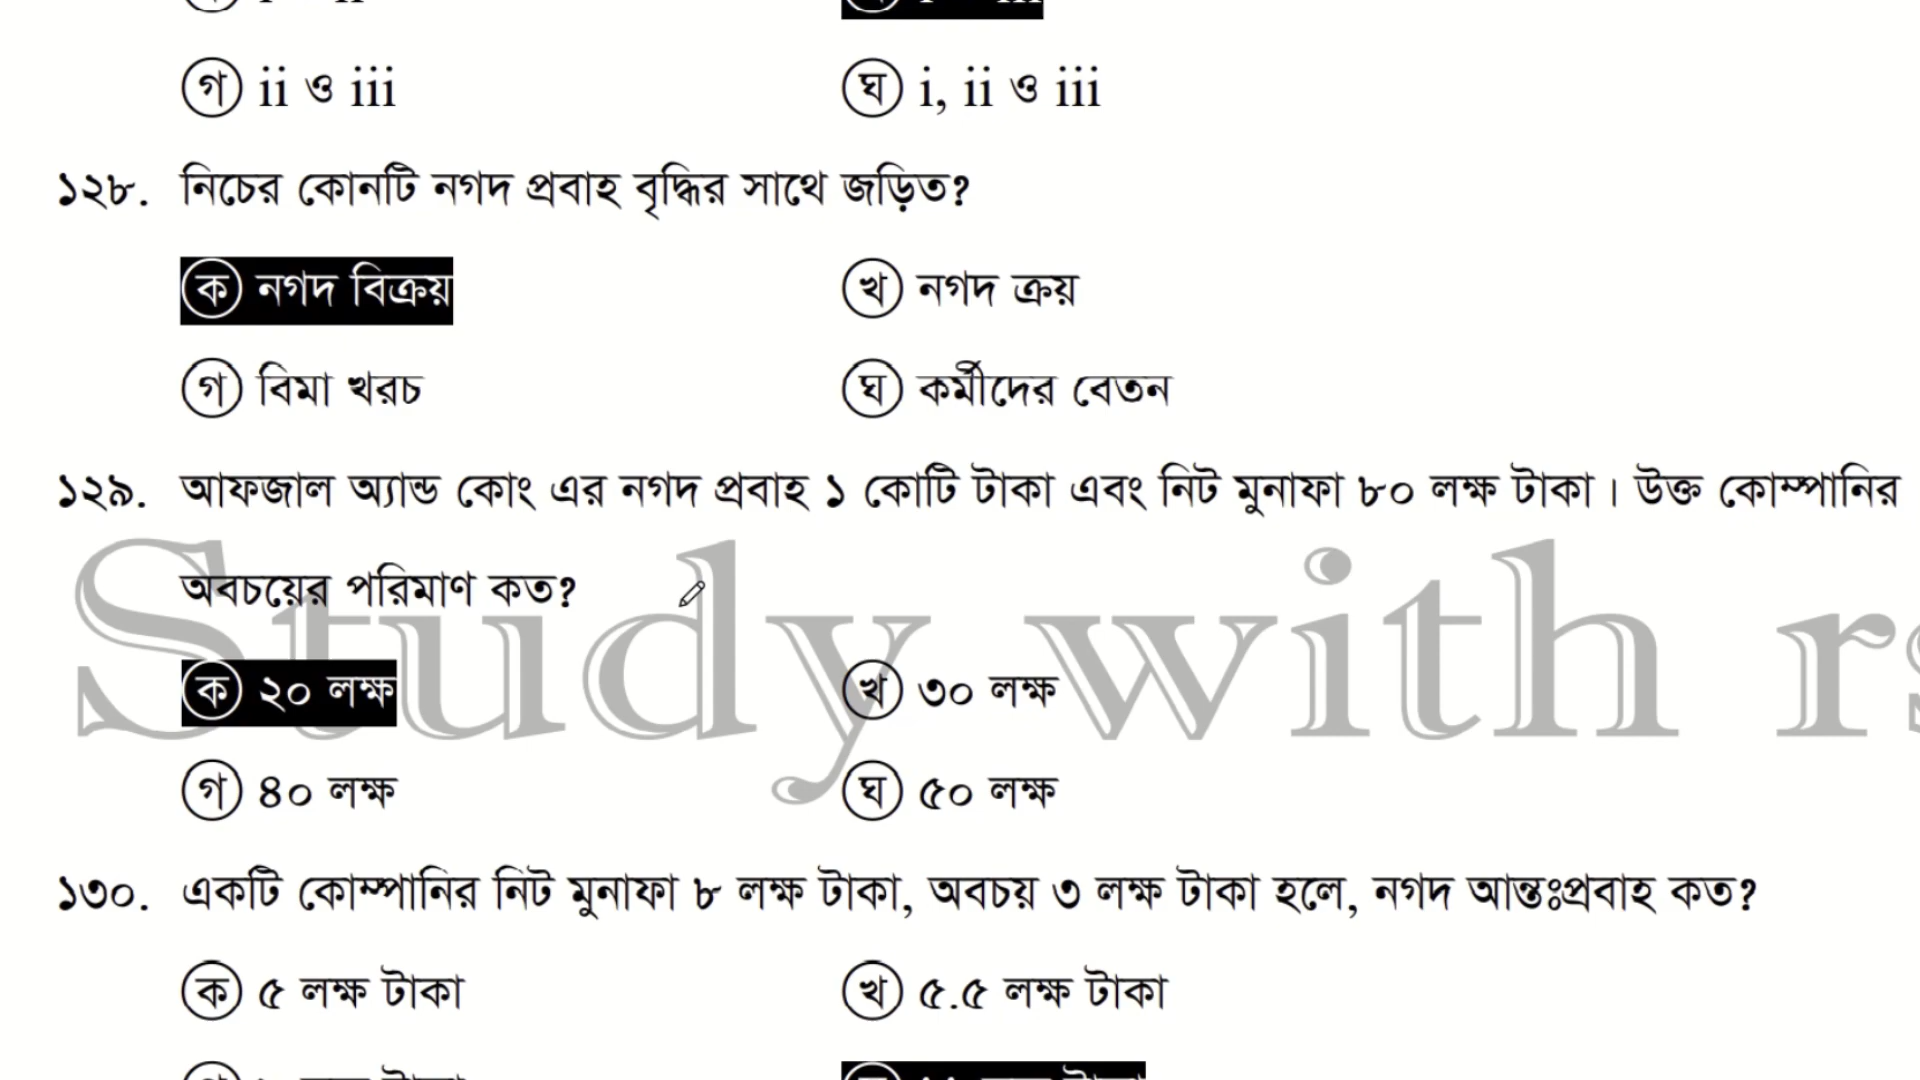 গ ii ও iii ঘ i, ii ও iii
১২৮. নিচের কোনটি নগদ প্রবাহ বৃদ্ধির সাথে জড়িত?
ক নগদ বিক্রয় খ নগদ ক্রয়
গ বিমা খরচ ঘ কর্মীদের বেতন
১২৯. আফজাল অ্যান্ড কোং এর নগদ প্রবাহ ১ কোটি টাকা এবং নিট মুনাফা ৮০ লক্ষ টাকা। উক্ত কোম্পানির
অবচয়ের পরিমাণ কত?
Study with
ক ২০ লক্ষ খ ৩০ লক্ষ
গ ৪০ লক্ষ ঘ ৫০ লক্ষ
১৩০. একটি কোম্পানির নিট মুনাফা ৮ লক্ষ টাকা, অবচয় ৩ লক্ষ টাকা হলে, নগদ আন্তঃপ্রবাহ কত?
ক ৫ লক্ষ টাকা খ ৫.৫ লক্ষ টাকা